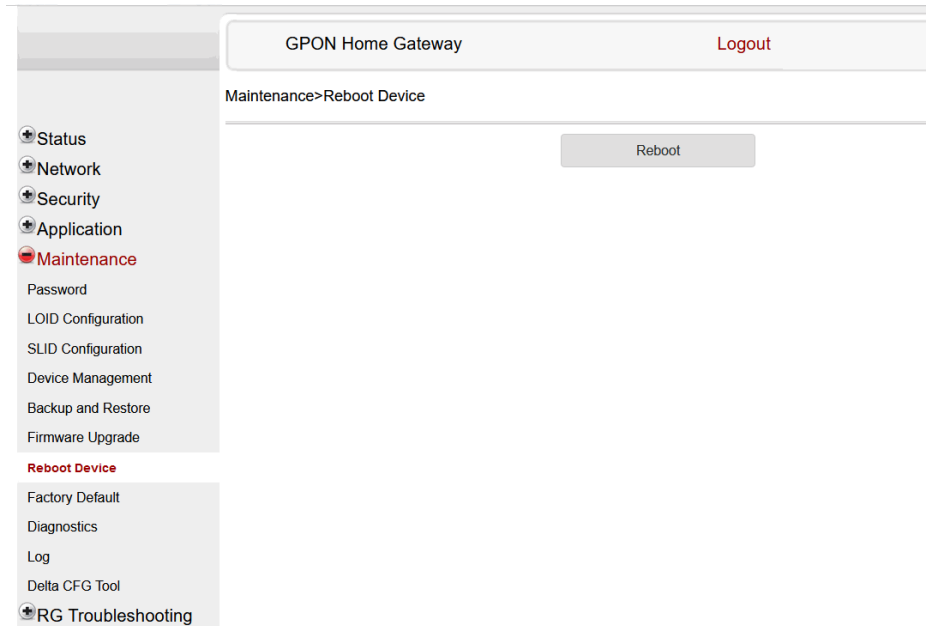 GPON Home Gateway Logout
Maintenance>Reboot Device
Reboot
Status
Network
Security
Application
Maintenance
Password
LOID Configuration
SLID Configuration
Device Management
Backup and Restore
Firmware Upgrade
Reboot Device
Factory Default
Diagnostics
Log
Delta CFG Tool
RG Troubleshooting